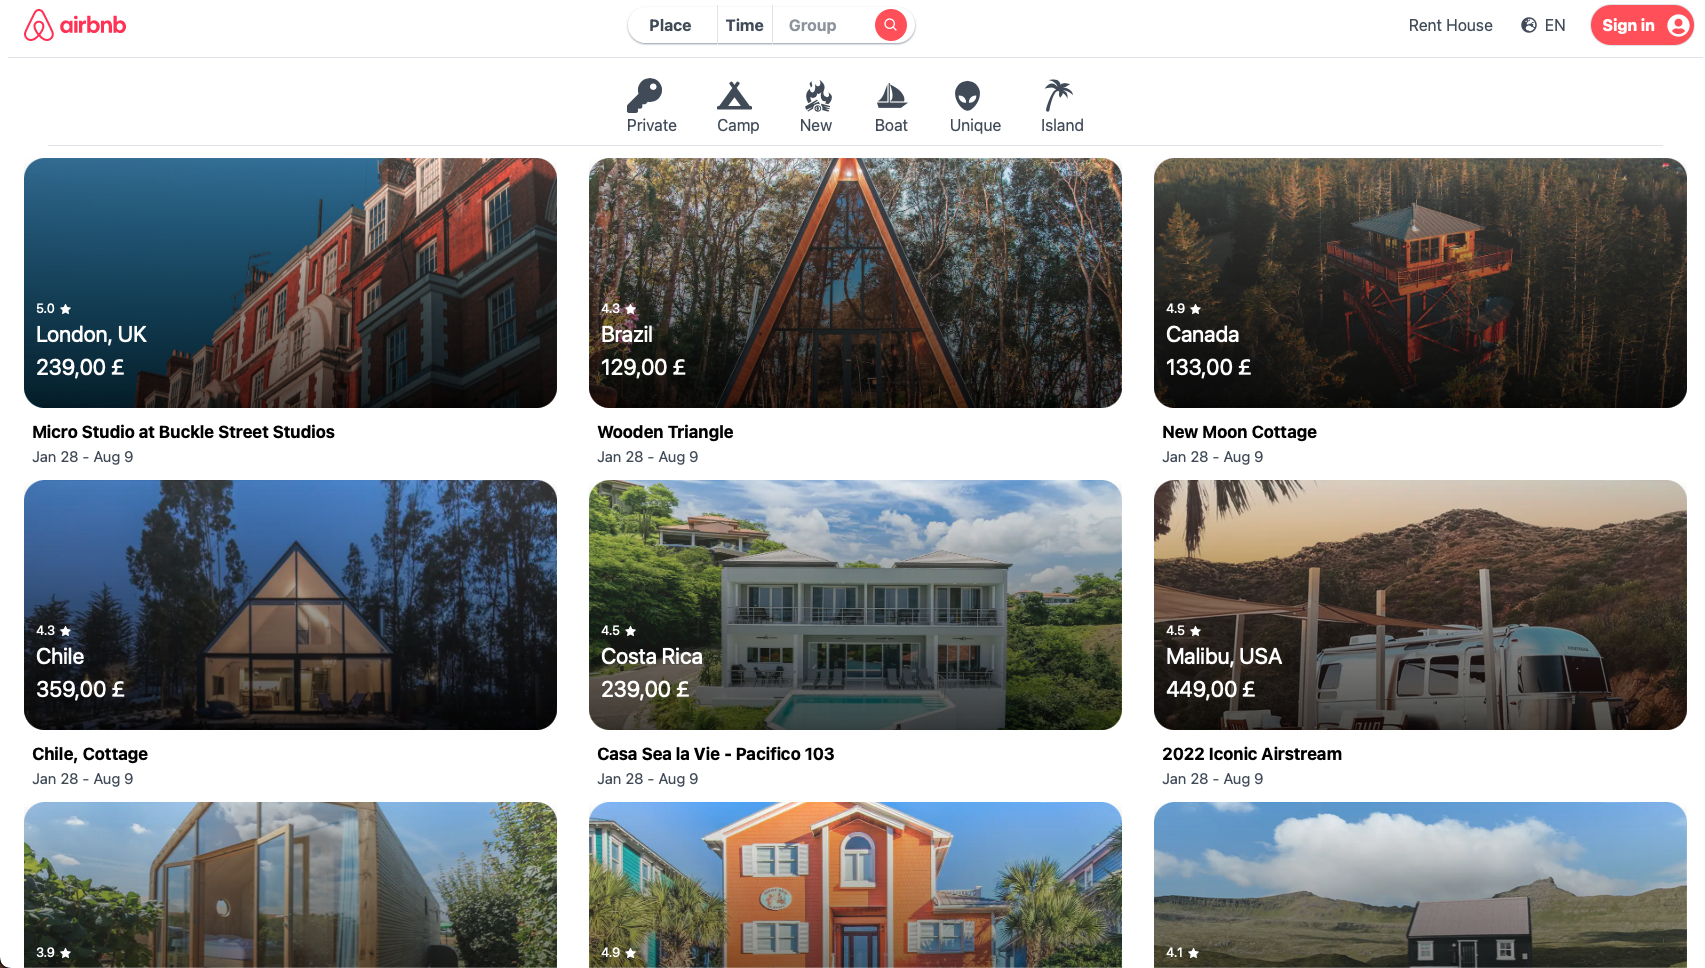 airbnb
Place Time Group
Rent House EN Sign in
Private Camp New Boat Unique Island
5.0
London, UK
239,00 £
4.3
Brazil
129,00 £
4.9
Canada
133,00 £
Micro Studio at Buckle Street Studios
Jan 28 - Aug 9
Wooden Triangle
Jan 28 - Aug 9
New Moon Cottage
Jan 28 - Aug 9
4.3
Chile
359,00 £
4.5
Costa Rica
239,00 £
4.5
Malibu, USA
449,00 £
Chile, Cottage
Jan 28 - Aug 9
Casa Sea la Vie - Pacifico 103
Jan 28 - Aug 9
2022 Iconic Airstream
Jan 28 - Aug 9
3.9
4.9
4.1